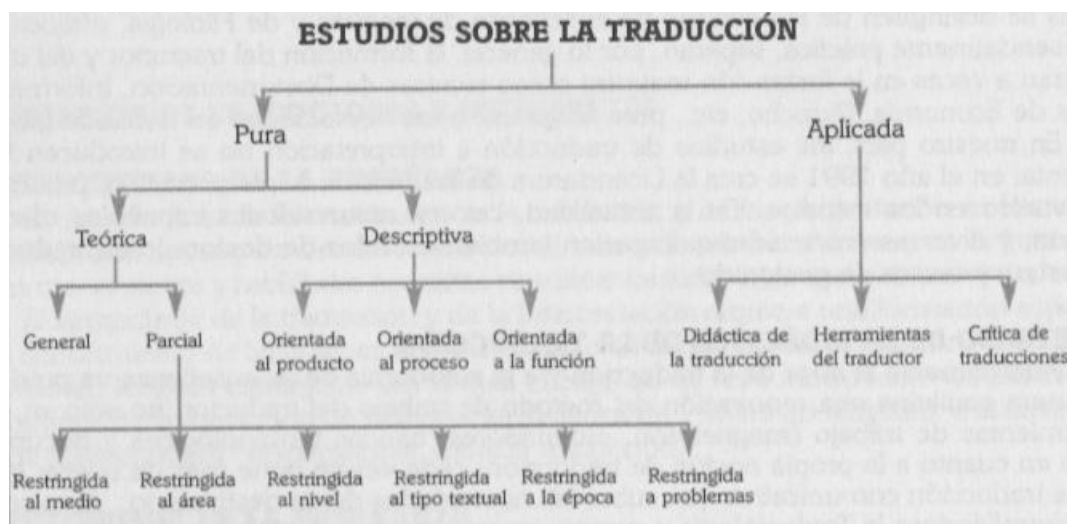 ESTUDIOS SOBRE LA TRADUCCIÓN
Pura
Aplicada
Teórica
Descriptiva
General
Parcial
Orientada
al producto
Orientada
al proceso
Orientada
a la función
Didáctica de
la traducción
Herramientas
del traductor
Crítica de
traducciones
Restringida
al medio
Restringida
al área
Restringida
al nivel
Restringida
al tipo textual
Restringida
a la época
Restringida
a problemas